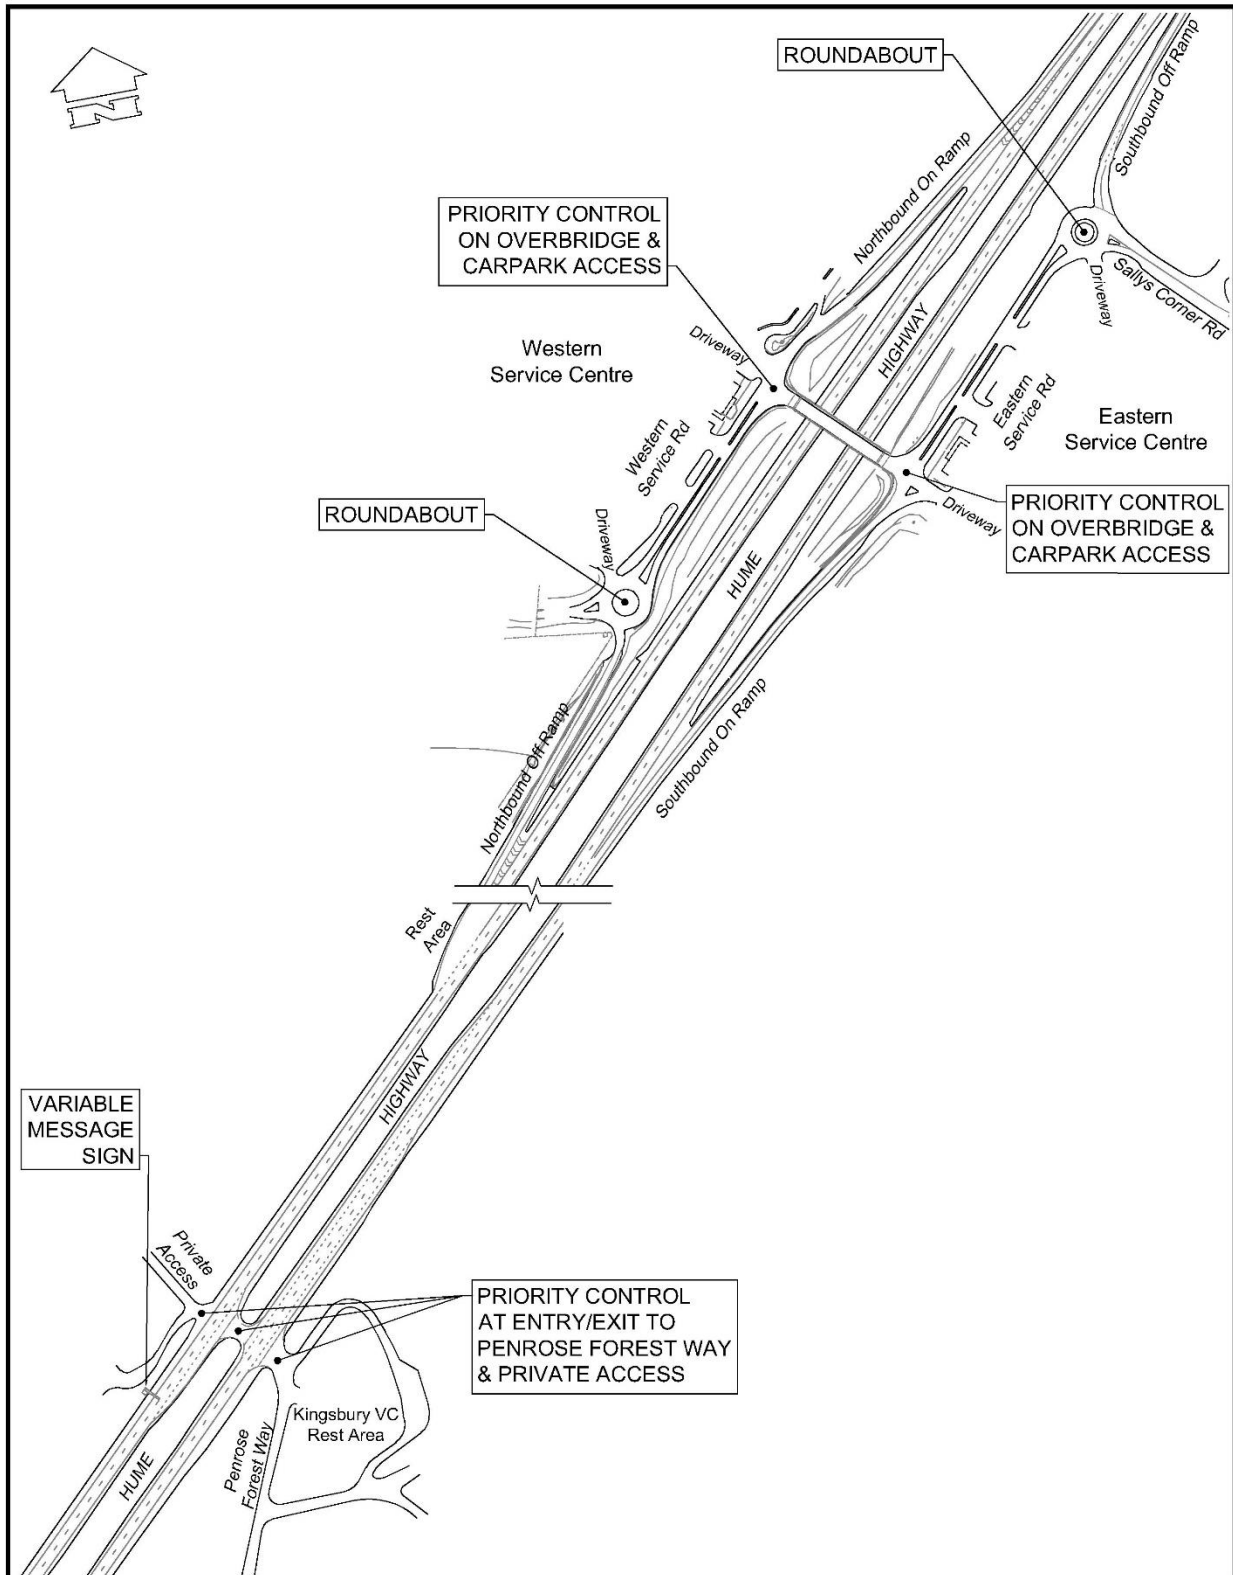 N
ROUNDABOUT
Southbound Off Ramp
Northbound On Ramp
PRIORITY CONTROL
ON OVERBRIDGE &
CARPARK ACCESS
Driveway
Sallys Corner Rd
HIGHWAY
Driveway
Western
Service Centre
Western
Service Rd
Eastern
Service Rd
Eastern
Service Centre
ROUNDABOUT
Driveway
Driveway
PRIORITY CONTROL
ON OVERBRIDGE &
CARPARK ACCESS
HUME
Northbound Off Ramp
Southbound On Ramp
Rest
Area
HIGHWAY
VARIABLE
MESSAGE
SIGN
Private
Access
PRIORITY CONTROL
AT ENTRY/EXIT TO
PENROSE FOREST WAY
& PRIVATE ACCESS
Kingsbury VC
Rest Area
Penrose
Forest Way
HUME